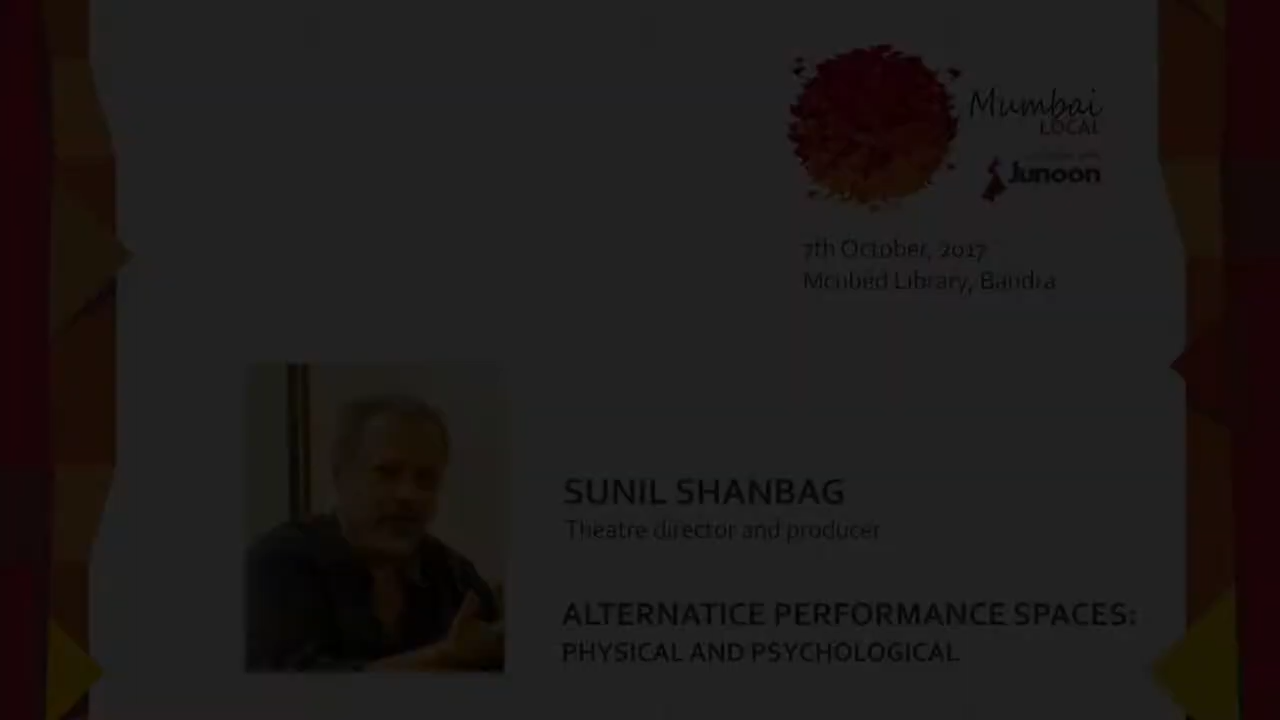 Mumbai
LOCAL
Junoon
7th October, 2017
Mcubed Library, Bandra
SUNIL SHANBAG
Theatre director and producer
ALTERNATICE PERFORMANCE SPACES:
PHYSICAL AND PSYCHOLOGICAL